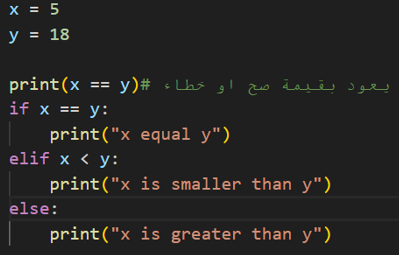 x = 5
y = 18
print(x == y)# يعود بقيمة صح او خطاء
if x == y:
    print("x equal y")
elif x < y:
    print("x is smaller than y")
else:
    print("x is greater than y")